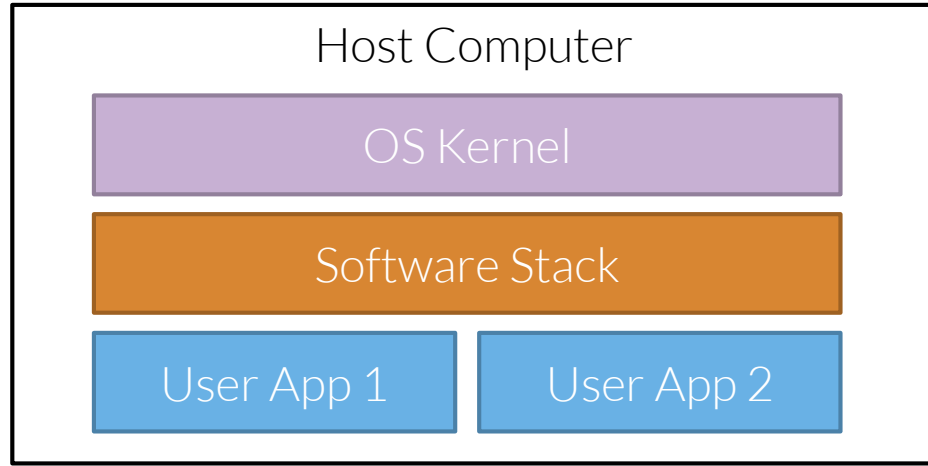 Host Computer
OS Kernel
Software Stack
User App 1
User App 2